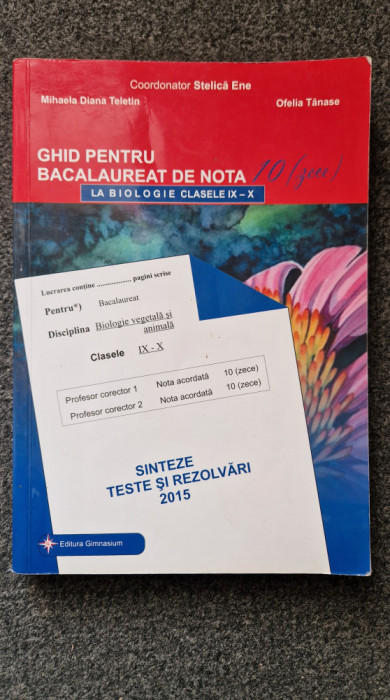 Coordonator Stelică Ene
Mihaela Diana Teletin
Ofelia Tănase
GHID PENTRU
BACALAUREAT DE NOTA 10 (zece)
LA BIOLOGIE CLASELE IX – X
Lucrarea conține .................. pagini scrise
Pentru*) Bacalaureat
Disciplina Biologie vegetală și
animală
Clasele IX - X
Profesor corector 1 Nota acordată 10 (zece)
Profesor corector 2 Nota acordată 10 (zece)
SINTEZE
TESTE ŞI REZOLVĂRI
2015
Editura Gimnasium